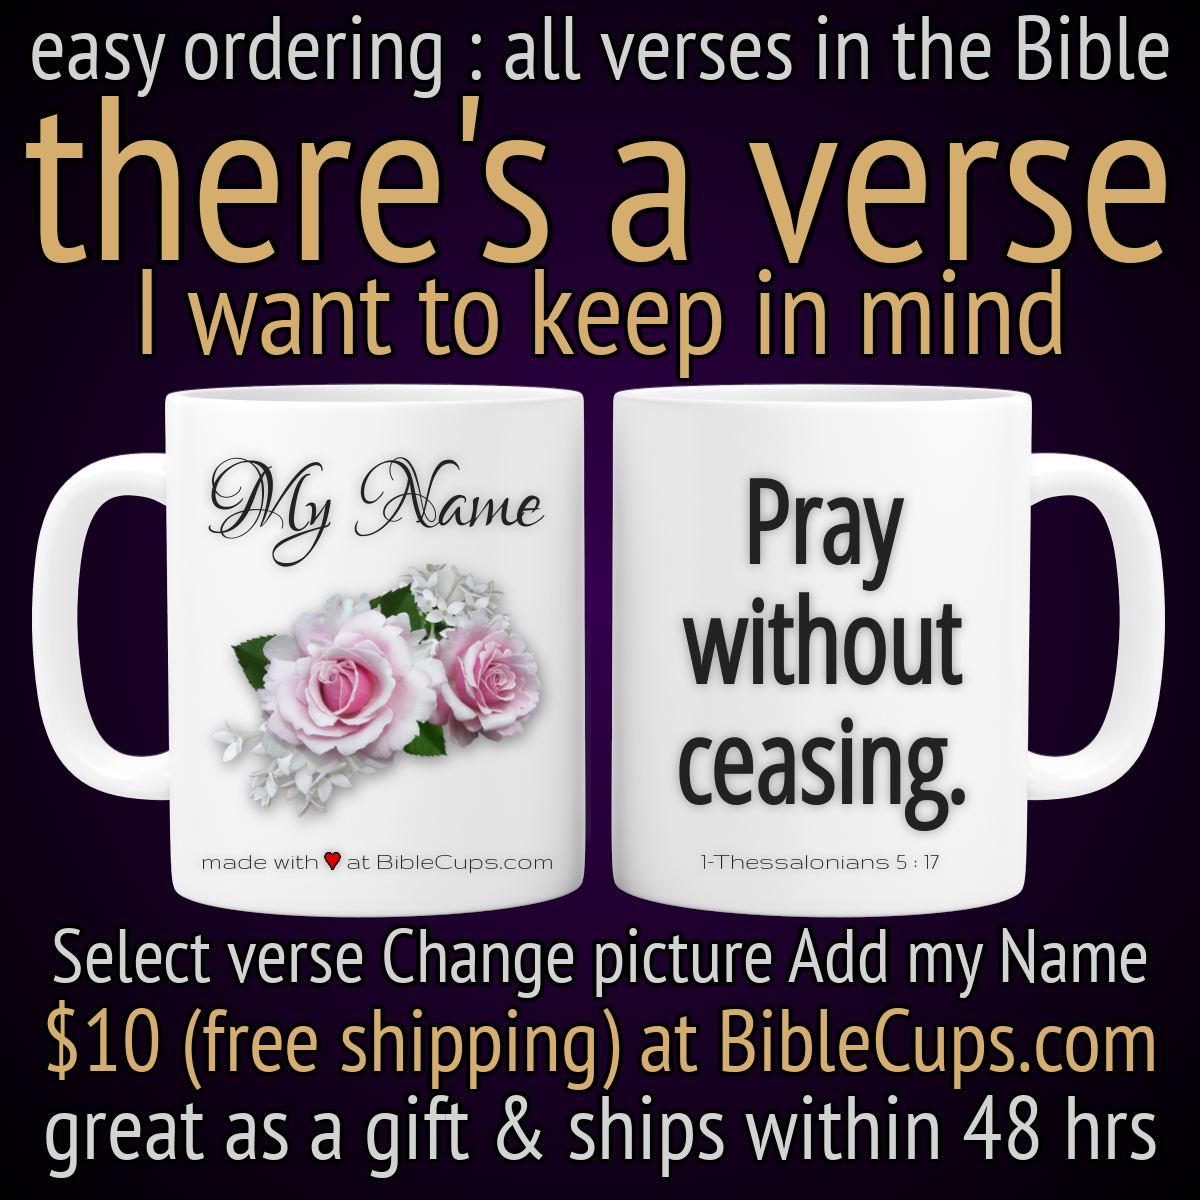 easy ordering : all verses in the Bible
there's a verse
I want to keep in mind
My Name
made with ♥ at BibleCups.com
Pray
without
ceasing.
1-Thessalonians 5 : 17
Select verse Change picture Add my Name
$10 (free shipping) at BibleCups.com
great as a gift & ships within 48 hrs